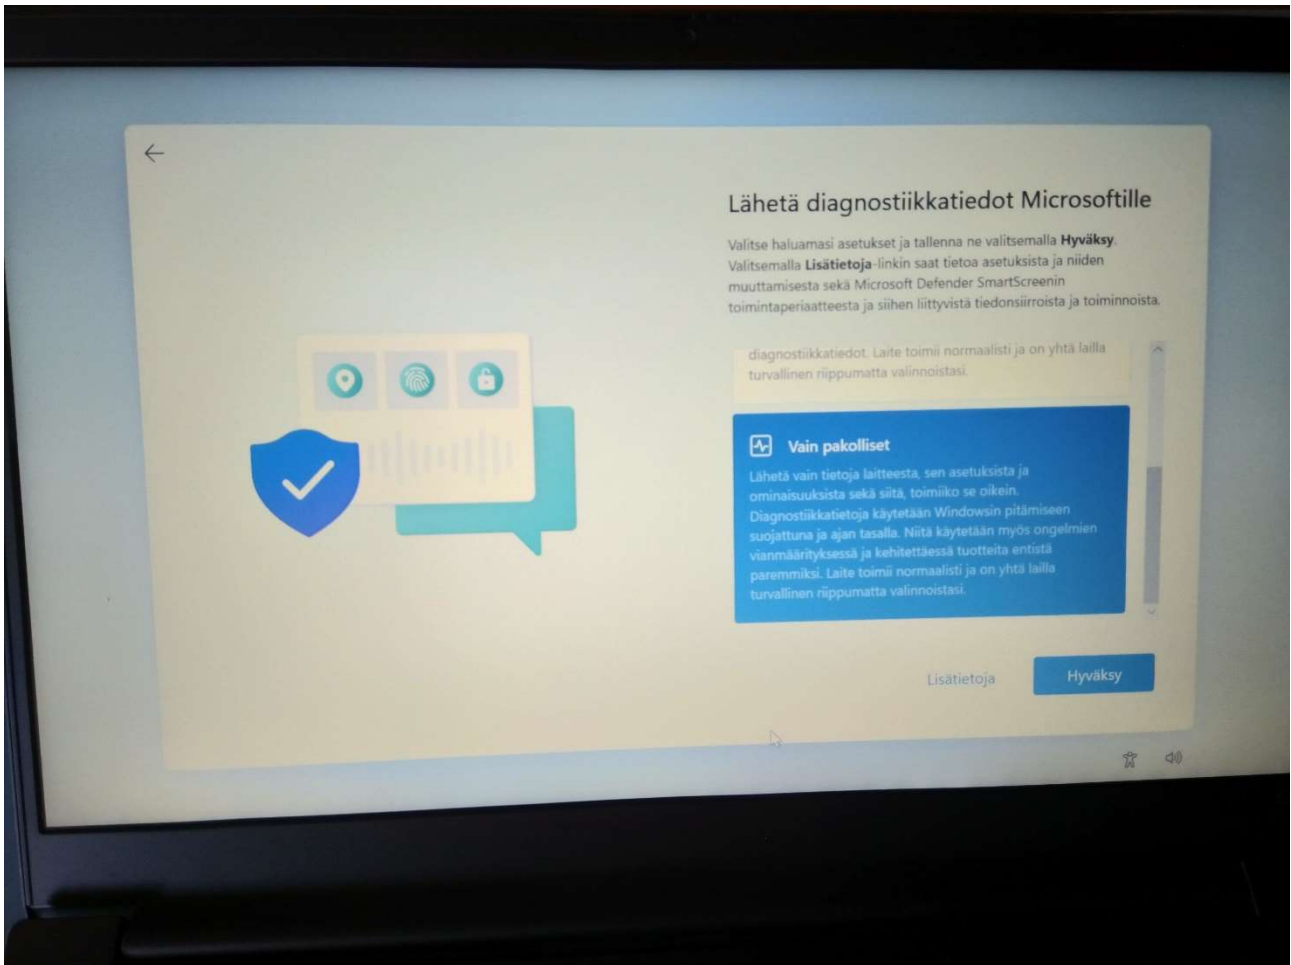 Lähetä diagnostiikkatiedot Microsoftille
Valitse haluamasi asetukset ja tallenna ne valitsemalla Hyväksy.
Valitsemalla Lisätietoja-linkin saat tietoa asetuksista ja niiden
muuttamisesta sekä Microsoft Defender SmartScreenin
toimintaperiaatteesta ja siihen liittyvistä tiedonsiirroista ja toiminnoista.
diagnostiikkatiedot. Laite toimii normaalisti ja on yhtä lailla
turvallinen riippumatta valinnoistasi.
Vain pakolliset
Lähetä vain tietoja laitteesta, sen asetuksista ja
ominaisuuksista sekä siitä, toimiiko se oikein.
Diagnostiikkatietoja käytetään Windowsin pitämiseen
suojattuna ja ajan tasalla. Niitä käytetään myös ongelmien
vianmäärityksessä ja kehitettäessä tuotteita entistä
paremmiksi. Laite toimii normaalisti ja on yhtä lailla
turvallinen riippumatta valinnoistasi.
Lisätietoja
Hyväksy